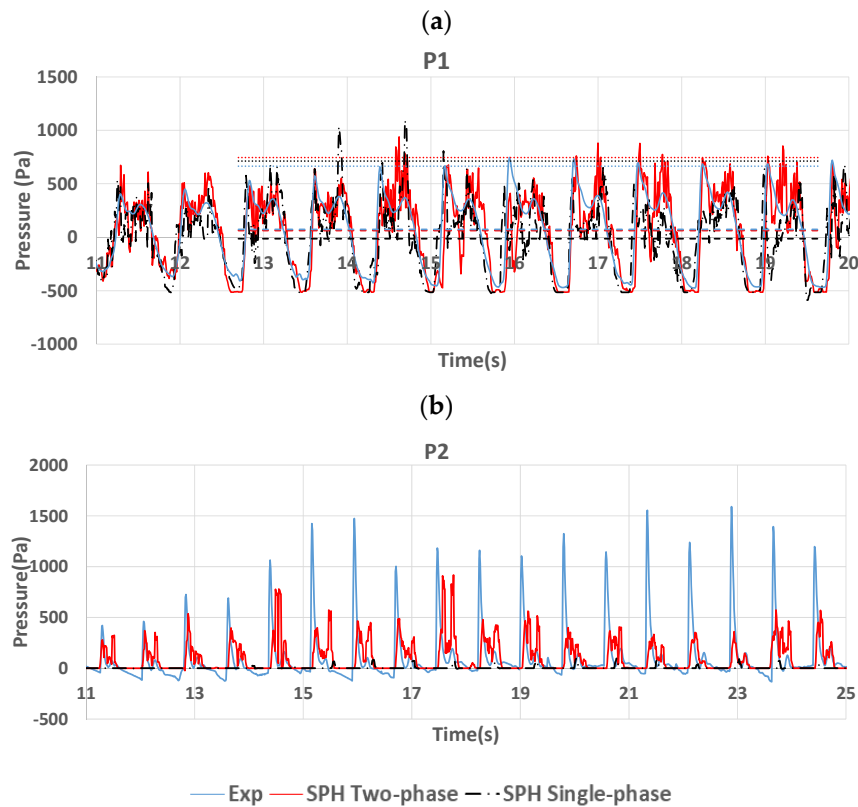 (a)
P1
1500
1000
500
0
-500
-1000
Pressure (Pa)
11 12 13 14 15 16 17 18 19 20
Time(s)
(b)
P2
2000
1500
1000
500
0
-500
Pressure(Pa)
11 13 15 17 19 21 23 25
Time(s)
Exp SPH Two-phase SPH Single-phase